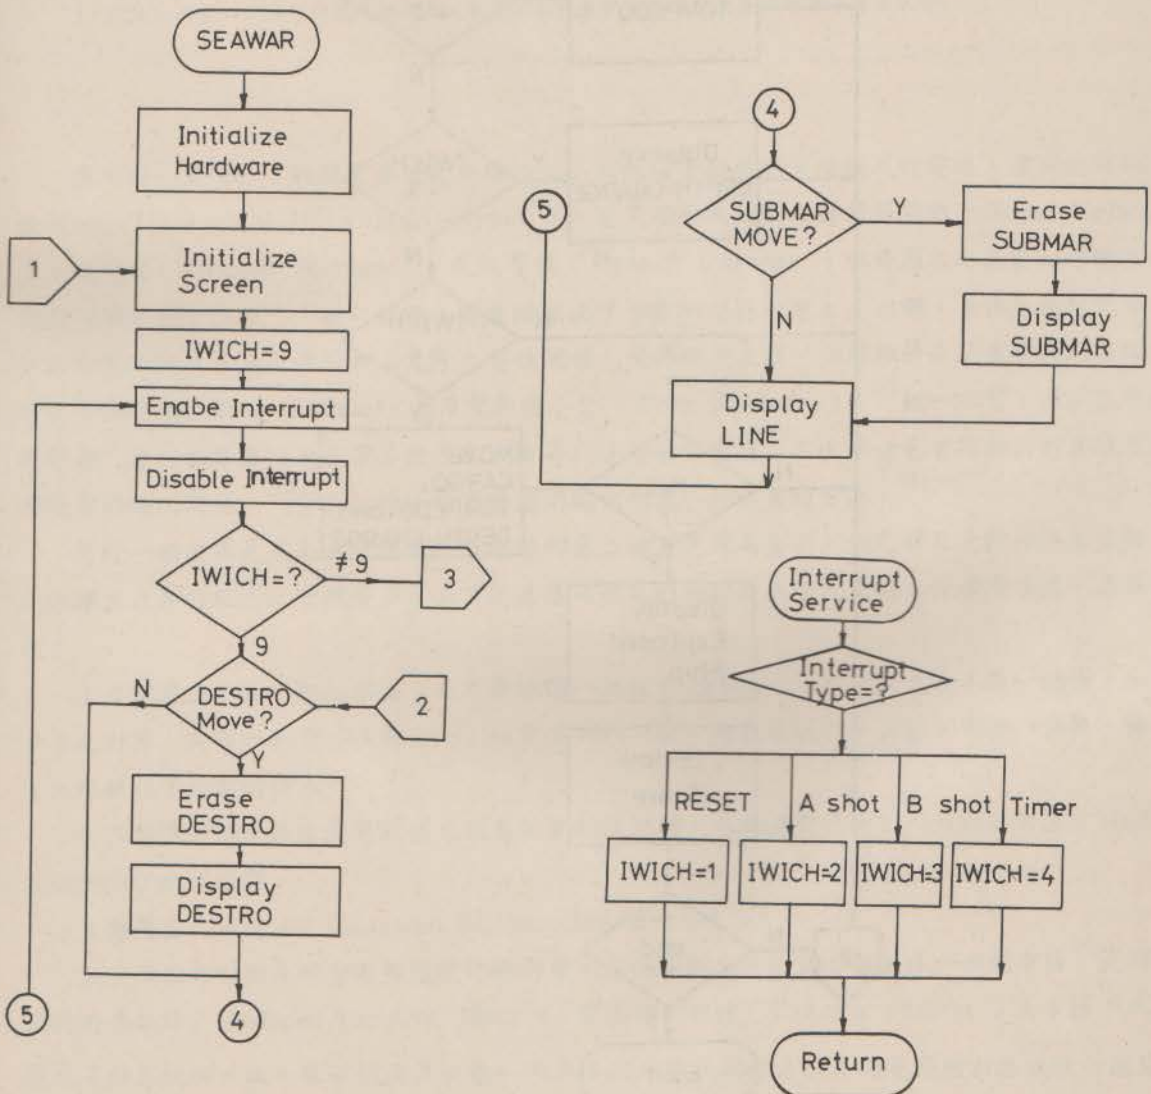 SEAWAR
Initialize
Hardware
1
Initialize
Screen
IWICH=9
Enabe Interrupt
Disable Interrupt
IWICH=?
≠9
3
9
N
DESTRO
Move?
2
Y
Erase
DESTRO
Display
DESTRO
5
4
4
5
SUBMAR
MOVE?
Y
Erase
SUBMAR
N
Display
SUBMAR
Display
LINE
Interrupt
Service
Interrupt
Type=?
RESET
A shot
B shot
Timer
IWICH=1
IWICH=2
IWICH=3
IWICH=4
Return